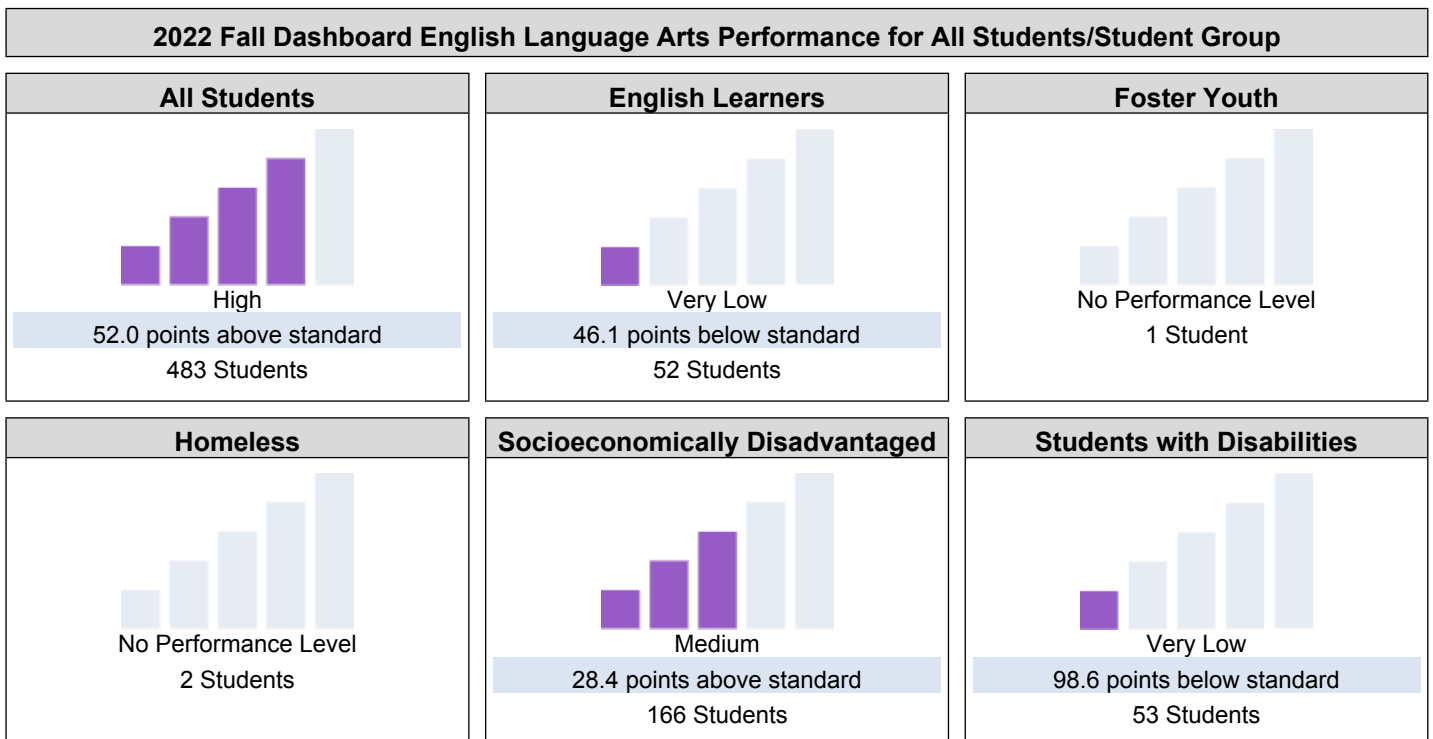 2022 Fall Dashboard English Language Arts Performance for All Students/Student Group
All Students
High
52.0 points above standard
483 Students
English Learners
Very Low
46.1 points below standard
52 Students
Foster Youth
No Performance Level
1 Student
Homeless
No Performance Level
2 Students
Socioeconomically Disadvantaged
Medium
28.4 points above standard
166 Students
Students with Disabilities
Very Low
98.6 points below standard
53 Students